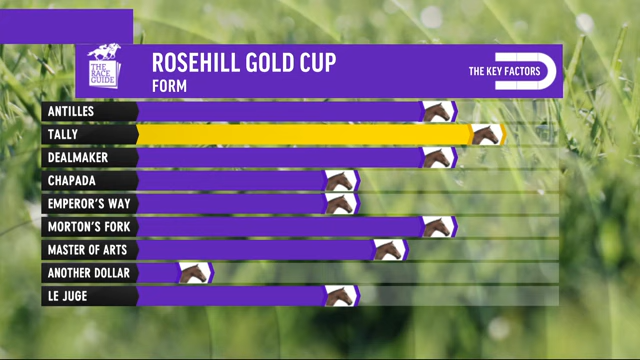 THE
RACE
GUIDE
ROSEHILL GOLD CUP
FORM
THE KEY FACTORS
ANTILLES
TALLY
DEALMAKER
CHAPADA
EMPEROR'S WAY
MORTON'S FORK
MASTER OF ARTS
ANOTHER DOLLAR
LE JUGE